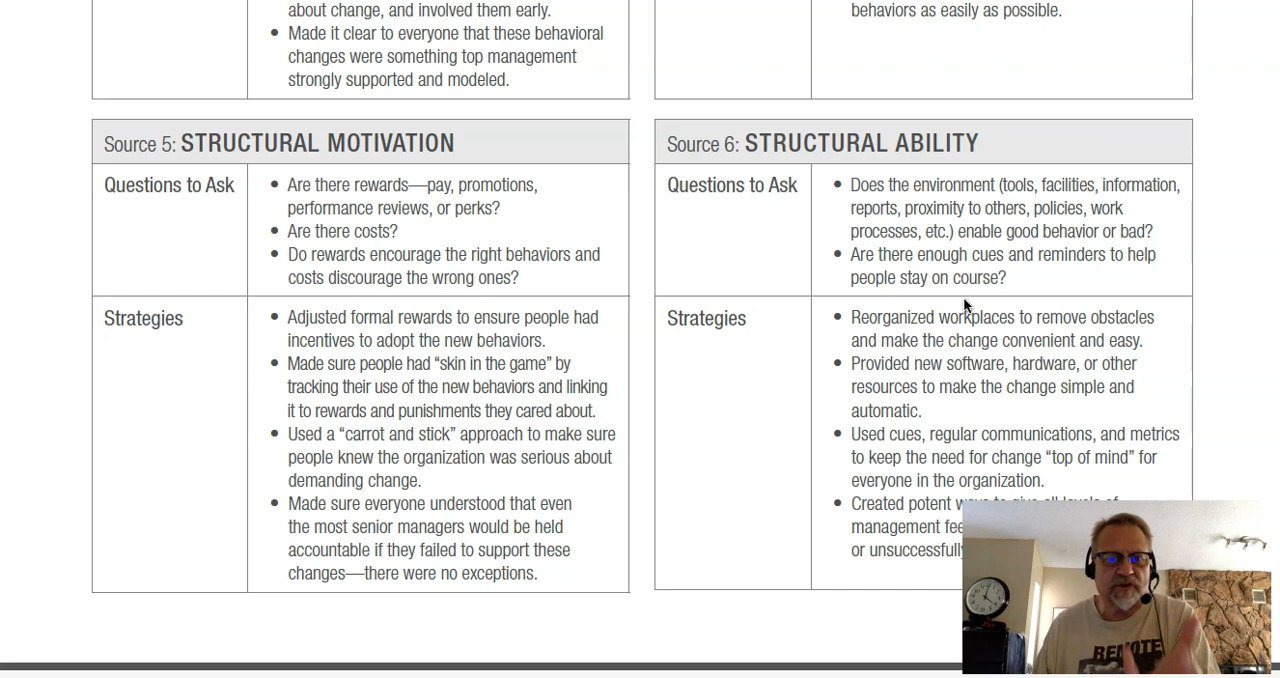 about change, and involved them early.
• Made it clear to everyone that these behavioral
changes were something top management
strongly supported and modeled.
behaviors as easily as possible.
Source 5: STRUCTURAL MOTIVATION
Questions to Ask
• Are there rewards—pay, promotions,
performance reviews, or perks?
• Are there costs?
• Do rewards encourage the right behaviors and
costs discourage the wrong ones?
Strategies
• Adjusted formal rewards to ensure people had
incentives to adopt the new behaviors.
• Made sure people had “skin in the game” by
tracking their use of the new behaviors and linking
it to rewards and punishments they cared about.
• Used a “carrot and stick” approach to make sure
people knew the organization was serious about
demanding change.
• Made sure everyone understood that even
the most senior managers would be held
accountable if they failed to support these
changes—there were no exceptions.
Source 6: STRUCTURAL ABILITY
Questions to Ask
• Does the environment (tools, facilities, information,
reports, proximity to others, policies, work
processes, etc.) enable good behavior or bad?
• Are there enough cues and reminders to help
people stay on course?
Strategies
• Reorganized workplaces to remove obstacles
and make the change convenient and easy.
• Provided new software, hardware, or other
resources to make the change simple and
automatic.
• Used cues, regular communications, and metrics
to keep the need for change “top of mind” for
everyone in the organization.
• Created potent ways to give all levels of
management
or unsuccessfully
REMOTE